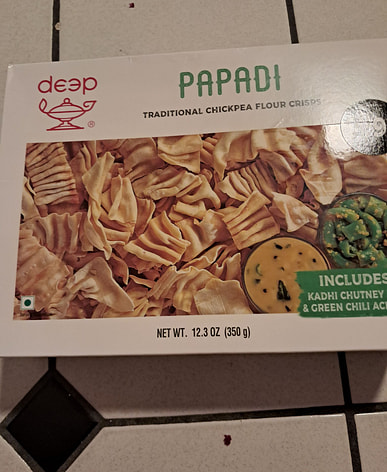 deep
PAPADI
TRADITIONAL CHICKPEA FLOUR CRISPS
®
INCLUDES
KADHI CHUTNEY
& GREEN CHILI
NET WT. 12.3 OZ (350 g)